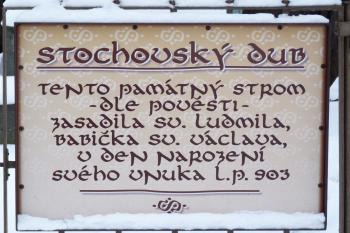 Stochovský dub
Tento památný strom
-dle pověsti-
zasadila sv. Ludmila,
babička sv. Václava,
v den narození
svého vnuka L.P. 903